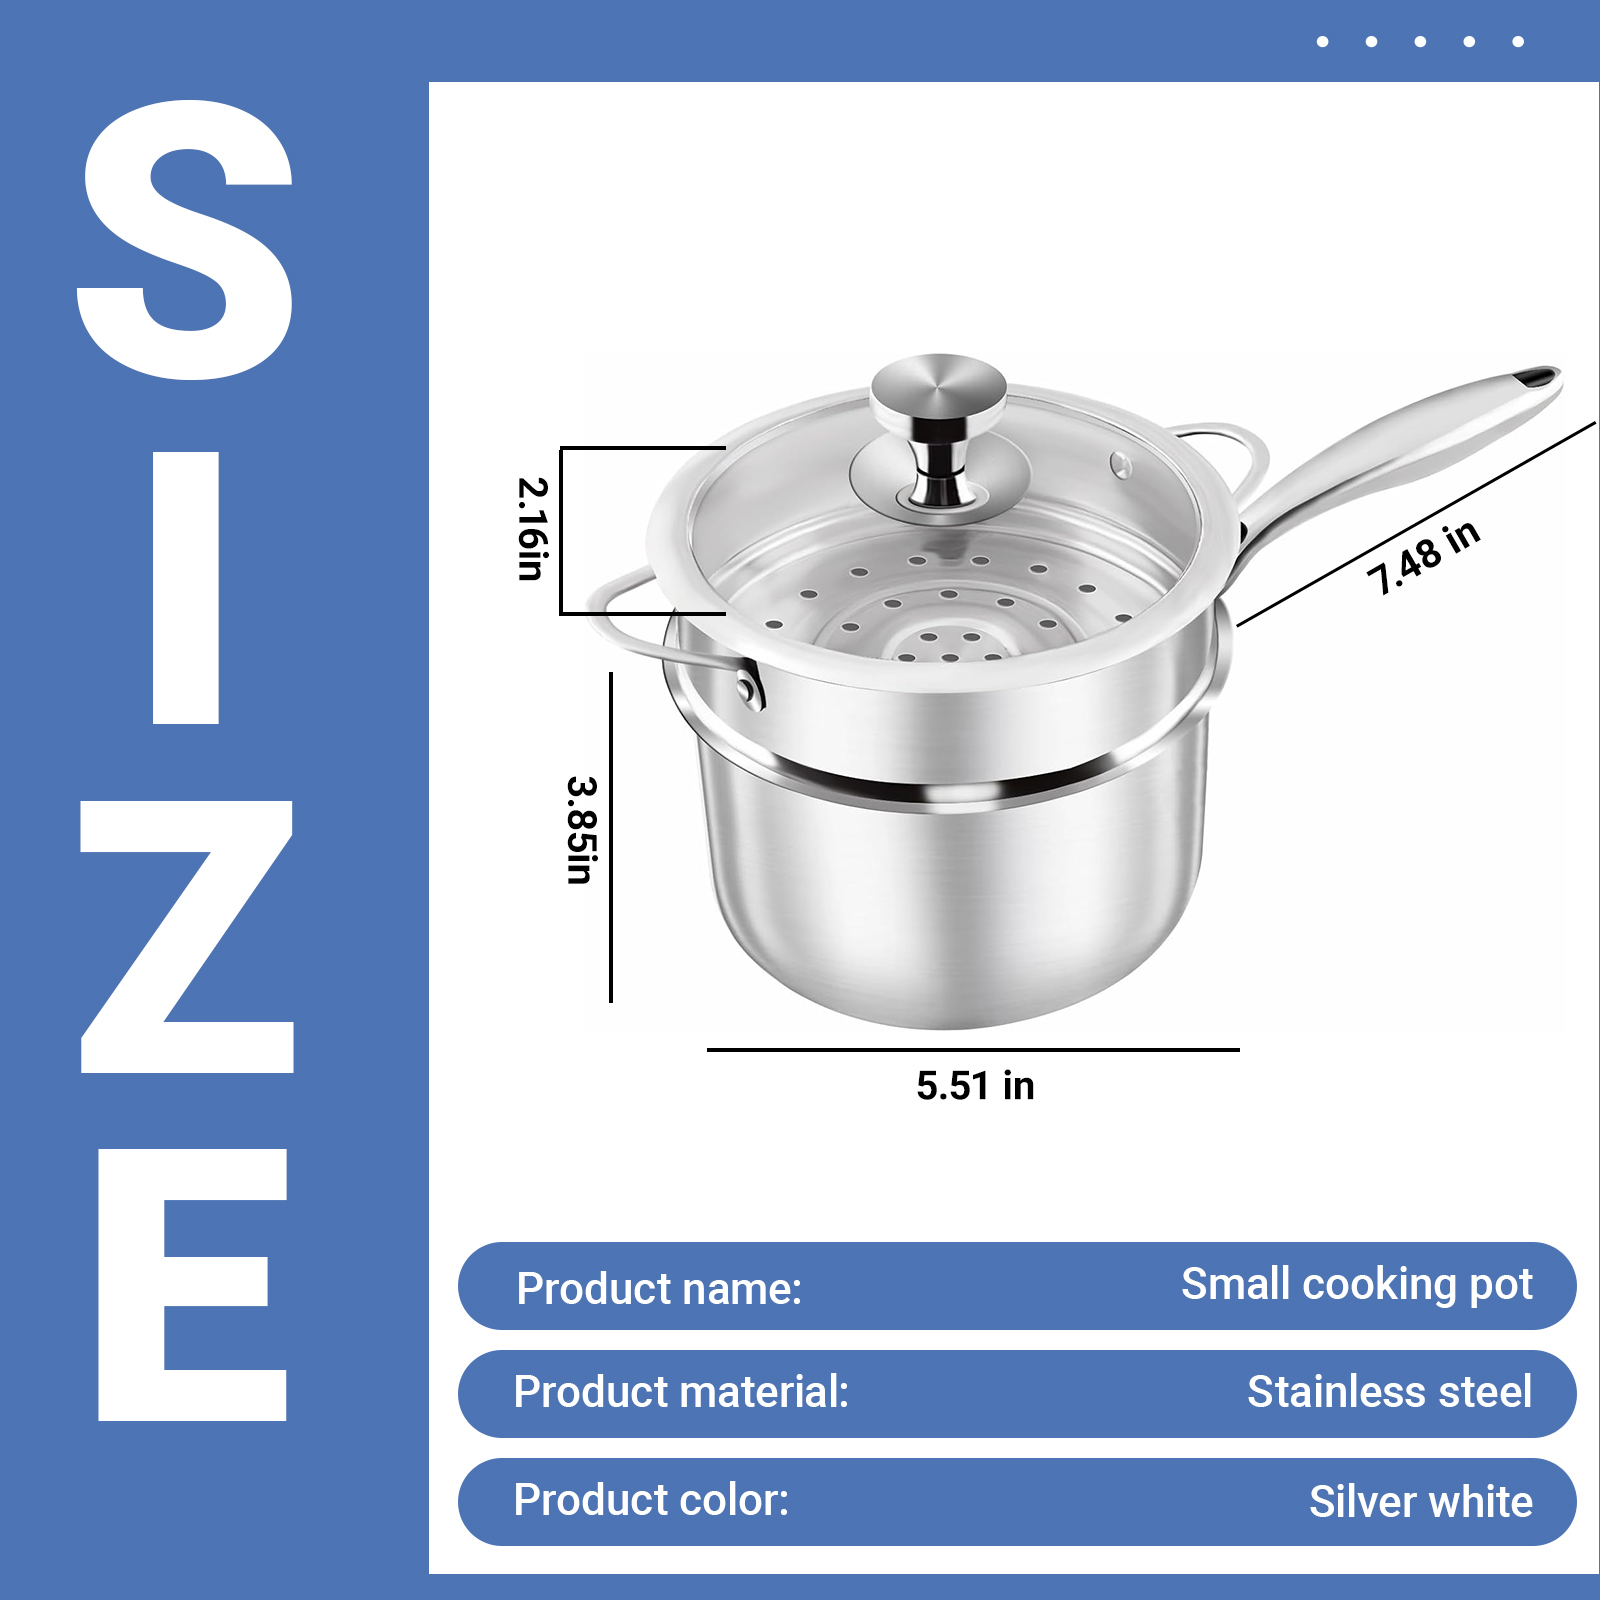 SIZE
2.16in
7.48 in
3.85in
5.51 in
Product name: Small cooking pot
Product material: Stainless steel
Product color: Silver white